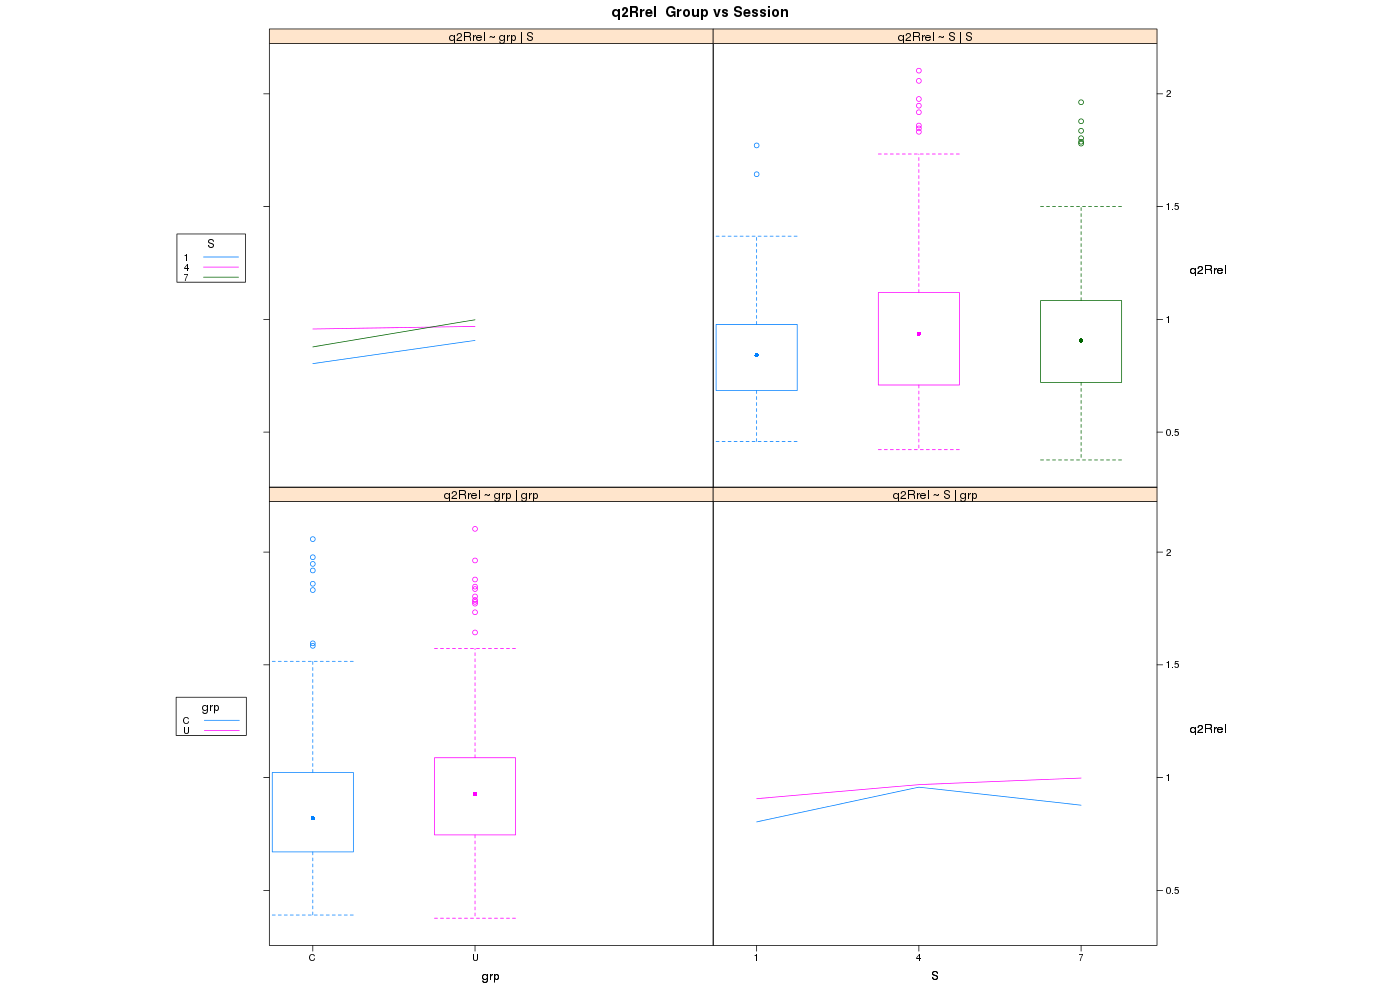 q2Rrel  Group vs Session
q2Rrel ~ grp | S
q2Rrel ~ S | S
2
1.5
1
0.5
q2Rrel
S
1
4
7
q2Rrel ~ grp | grp
q2Rrel ~ S | grp
2
1.5
1
0.5
q2Rrel
grp
C
U
C
U
grp
1
4
7
S